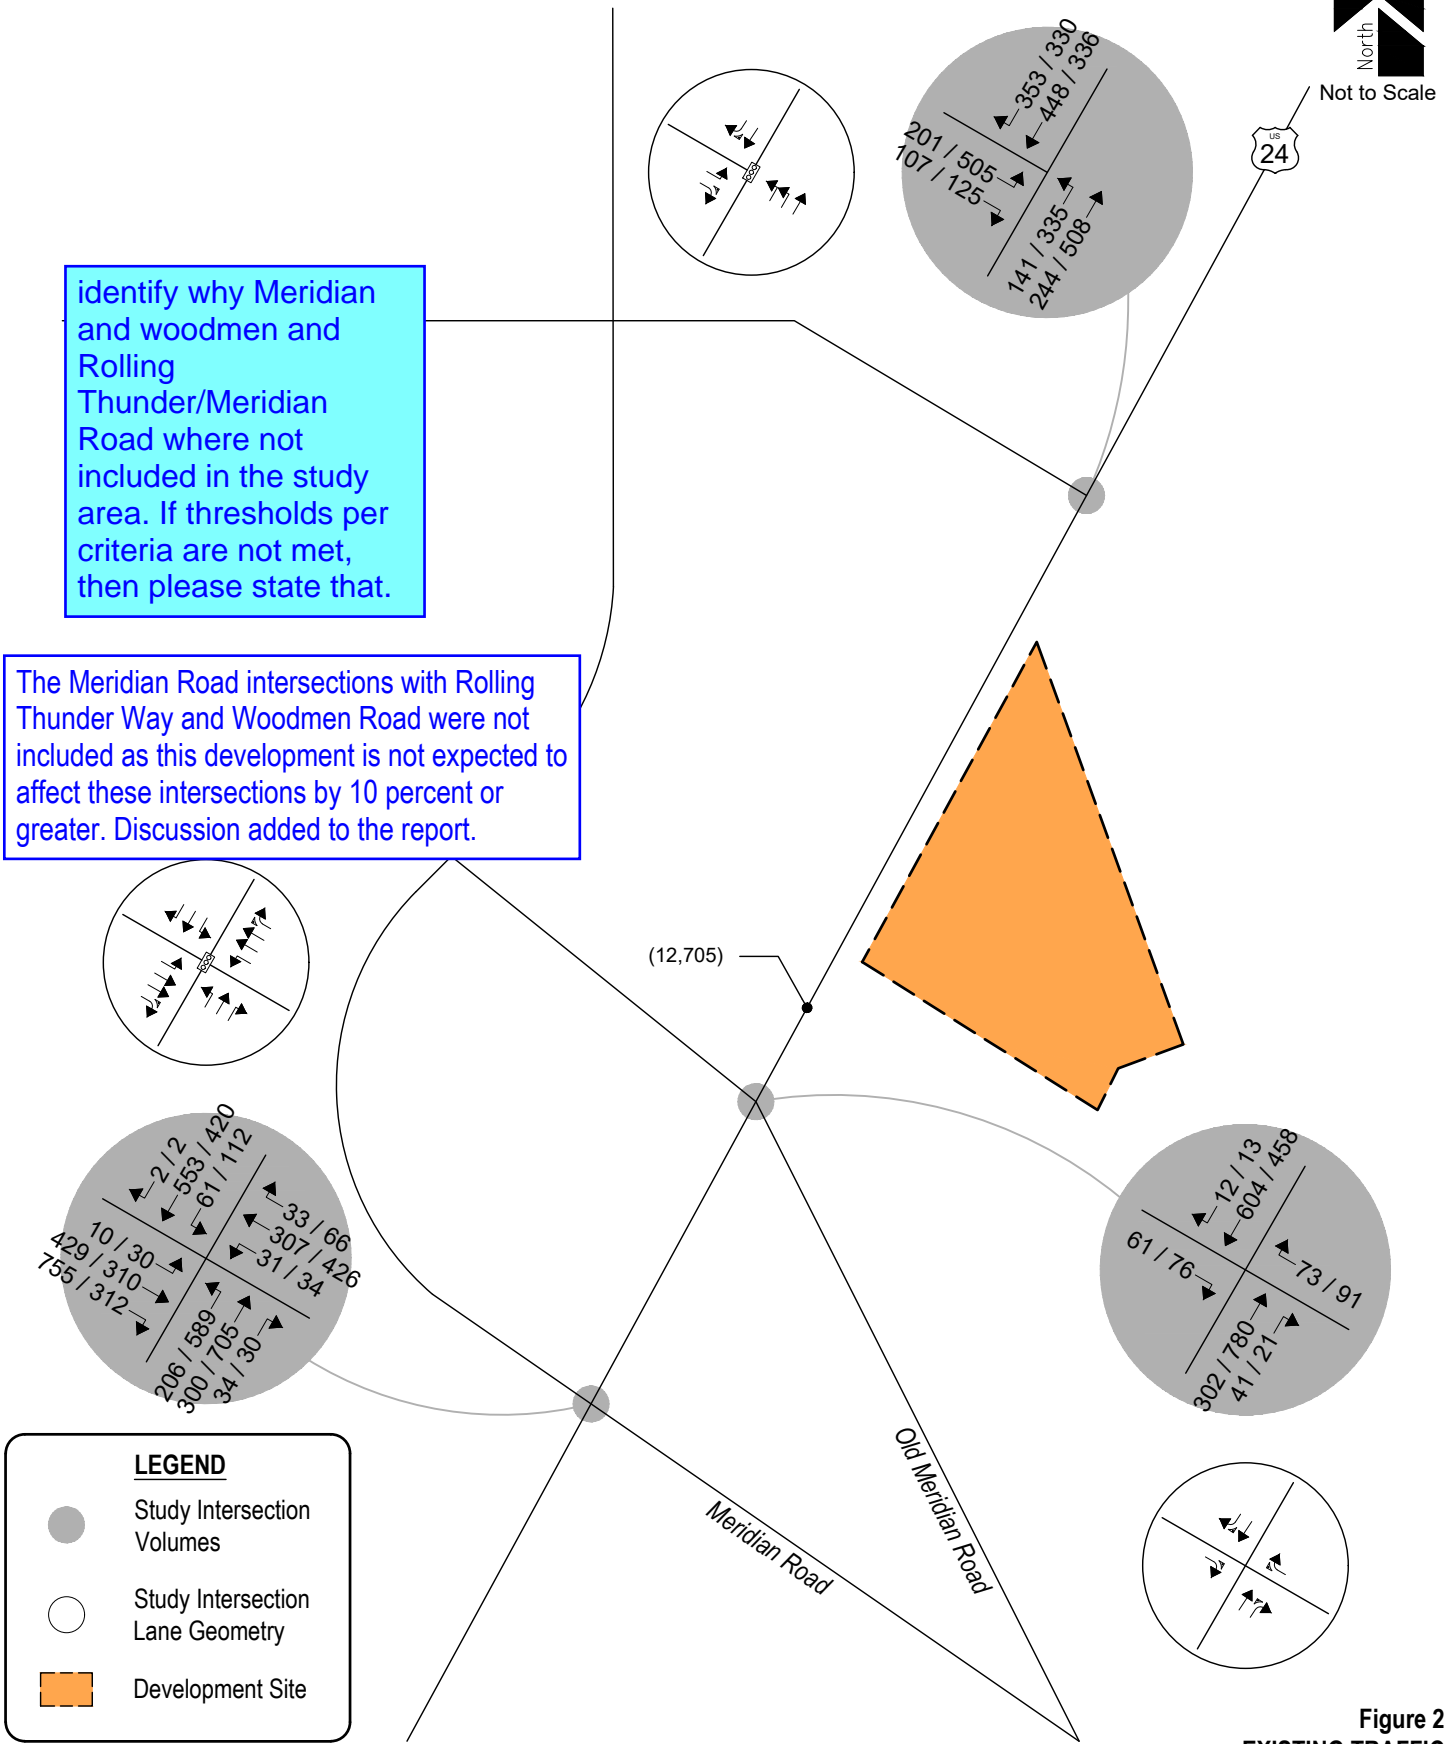 North
Not to Scale
US
24
353 / 330
448 / 336
201 / 505
107 / 125
141 / 335
244 / 508
identify why Meridian
and woodmen and
Rolling
Thunder/Meridian
Road where not
included in the study
area. If thresholds per
criteria are not met,
then please state that.
The Meridian Road intersections with Rolling
Thunder Way and Woodmen Road were not
included as this development is not expected to
affect these intersections by 10 percent or
greater. Discussion added to the report.
(12,705)
2 / 2
553 / 420
61 / 112
33 / 66
307 / 426
31 / 34
10 / 30
429 / 310
755 / 312
206 / 589
300 / 705
34 / 30
12 / 13
604 / 458
73 / 91
61 / 76
302 / 780
41 / 21
Old Meridian Road
Meridian Road
LEGEND
Study Intersection
Volumes
Study Intersection
Lane Geometry
Development Site
Figure 2
EXISTING TRAFFIC